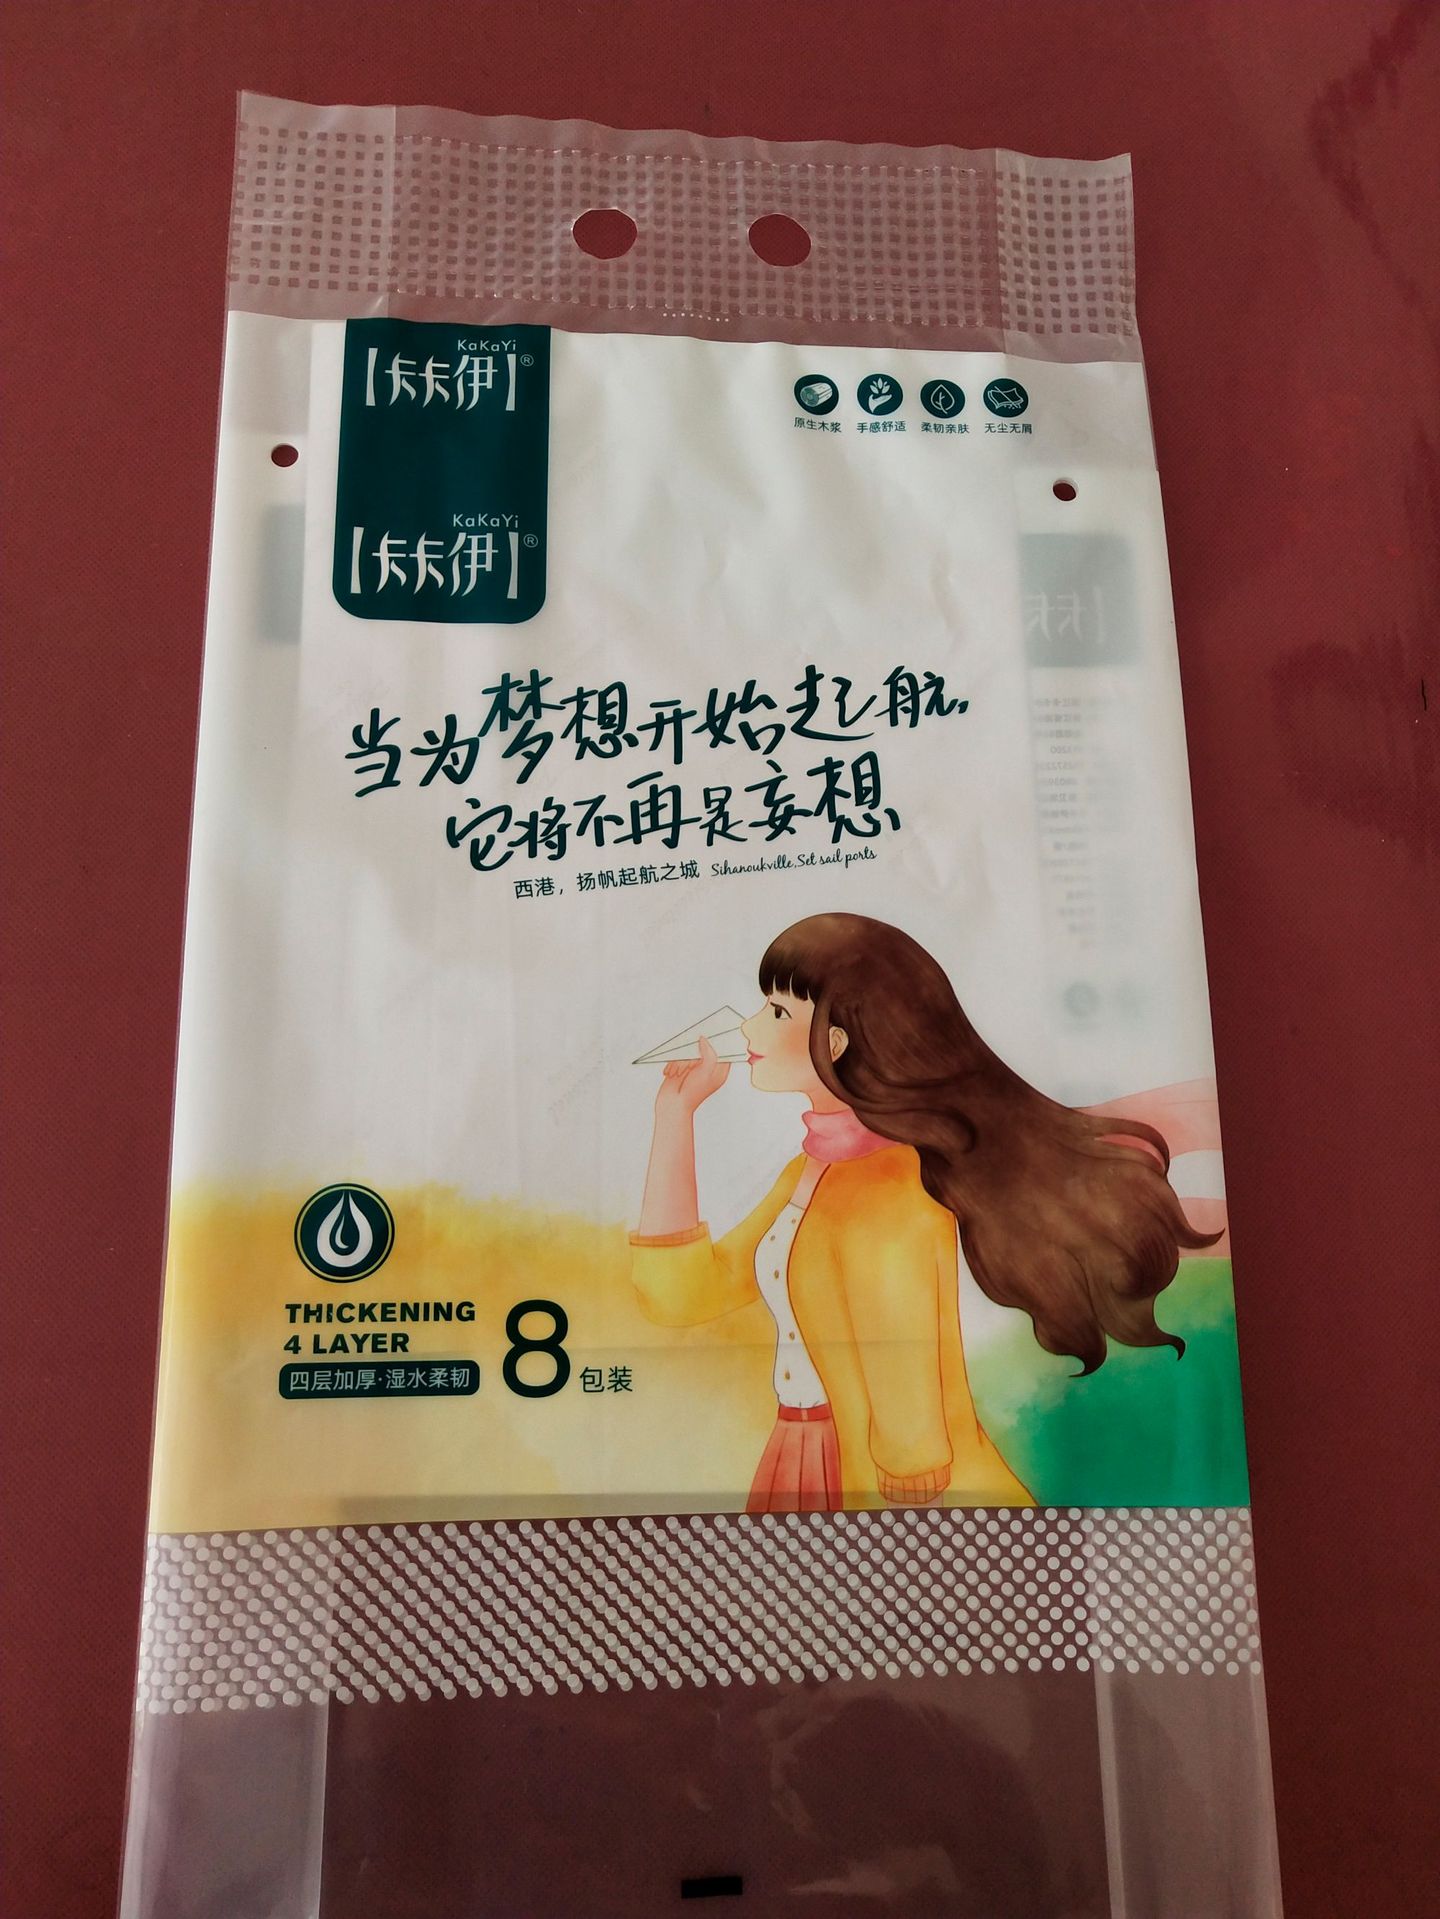 KaKaYi
【卡卡伊】®
KaKaYi
【卡卡伊】®
原生木浆 手感舒适 柔韧亲肤 无尘无屑
当为梦想开始起航,
它将不再是妄想
西港，扬帆起航之城 Sihanoukville,Set sail ports
THICKENING
4 LAYER
四层加厚·湿水柔韧
8包装